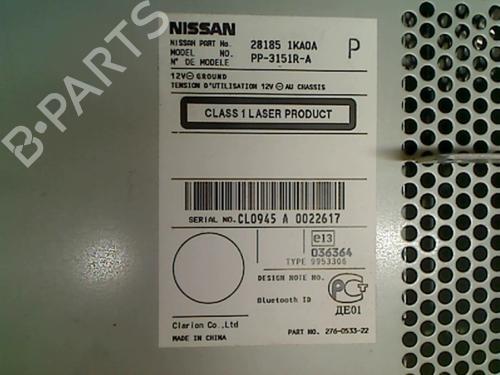 NISSAN
NISSAN PART No. 28185 1KA0A P
MODEL NO. PP-3151R-A
N° DE MODELE
12V⊖GROUND
TENSION D'UTILISATION 12V⊖AU CHASSIS
CLASS 1 LASER PRODUCT
SERIAL NO. CL0945 A 0022617
e13
036364
TYPE 9953306
DESIGN NOTE NO.
Bluetooth ID
ДЕ01
Clarion Co.,Ltd
MADE IN CHINA
PART NO. 276-0533-22
B-PARTS